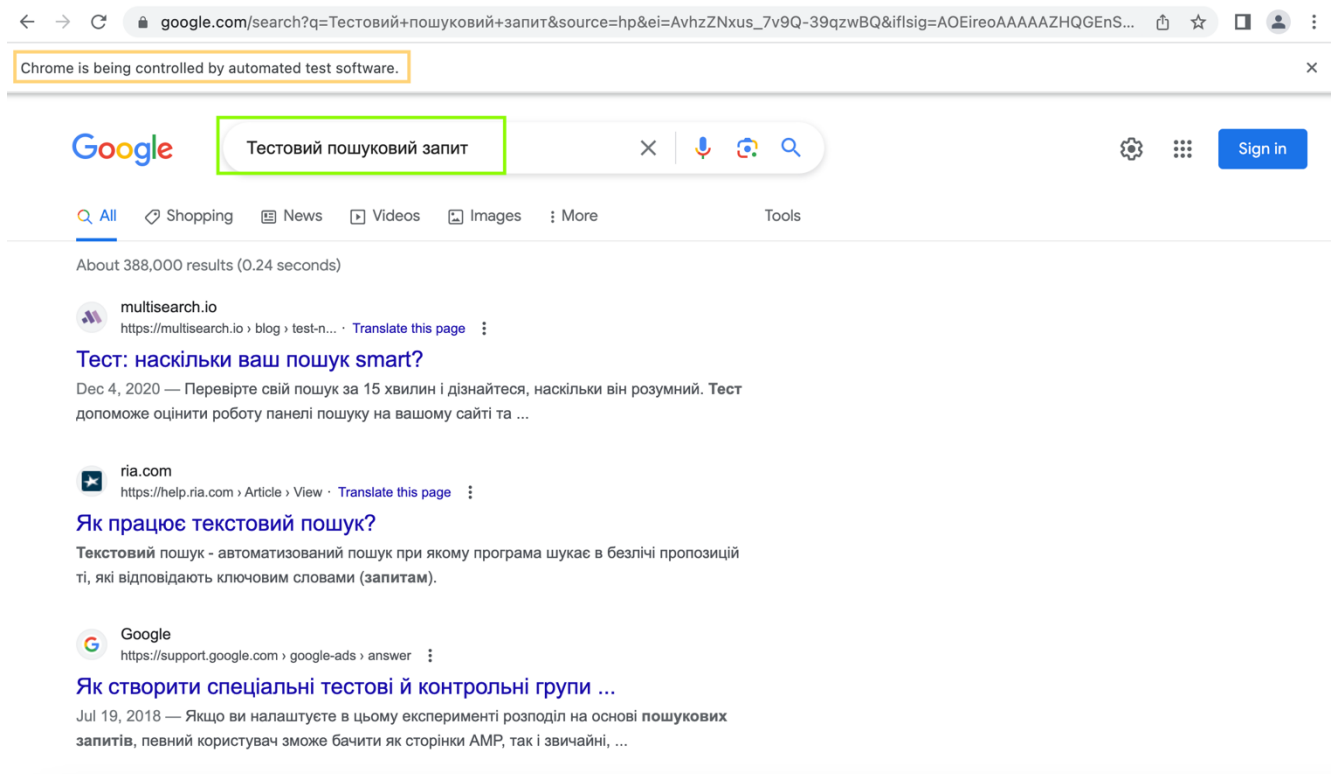 google.com/search?q=Тестовий+пошуковий+запит&source=hp&ei=AvhzZNxus_7v9Q-39qzwBQ&iflsig=AOEireoAAAAAZHQGEnS...
Chrome is being controlled by automated test software.
Google
Тестовий пошуковий запит
Sign in
All Shopping News Videos Images More Tools
About 388,000 results (0.24 seconds)
multisearch.io
https://multisearch.io › blog › test-n... · Translate this page
Тест: наскільки ваш пошук smart?
Dec 4, 2020 — Перевірте свій пошук за 15 хвилин і дізнайтеся, наскільки він розумний. Тест
допоможе оцінити роботу панелі пошуку на вашому сайті та ...
ria.com
https://help.ria.com › Article › View · Translate this page
Як працює текстовий пошук?
Текстовий пошук - автоматизований пошук при якому програма шукає в безлічі пропозицій
ті, які відповідають ключовим словами (запитам).
Google
https://support.google.com › google-ads › answer
Як створити спеціальні тестові й контрольні групи ...
Jul 19, 2018 — Якщо ви налаштуєте в цьому експерименті розподіл на основі пошукових
запитів, певний користувач зможе бачити як сторінки AMP, так і звичайні, ...